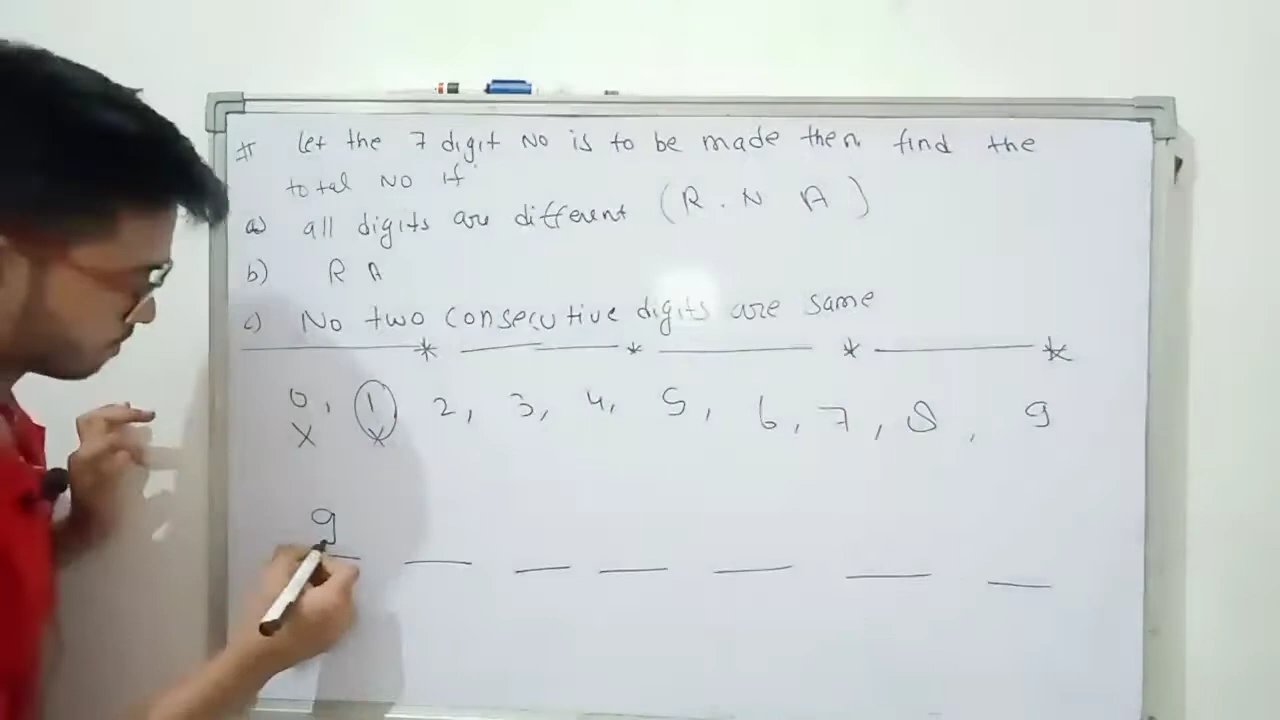 # Let the 7 digit No is to be made then find the
total No if
a) all digits are different (R. N A)
b) R A
c) No two consecutive digits are same
0, 1 2, 3, 4, 5, 6, 7, 8, 9
X X
9